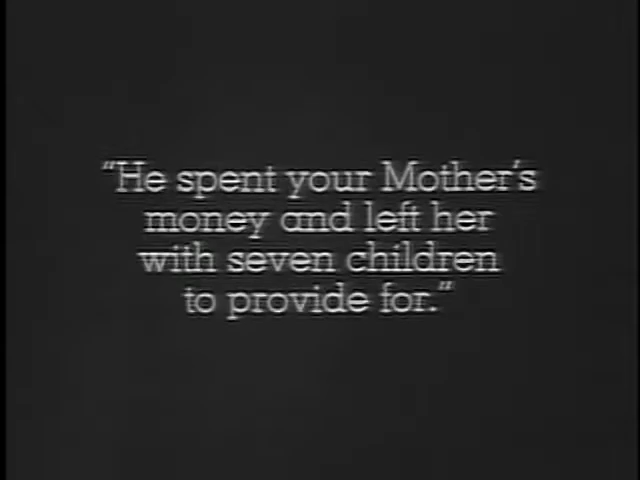 “He spent your Mother's
money and left her
with seven children
to provide for.”